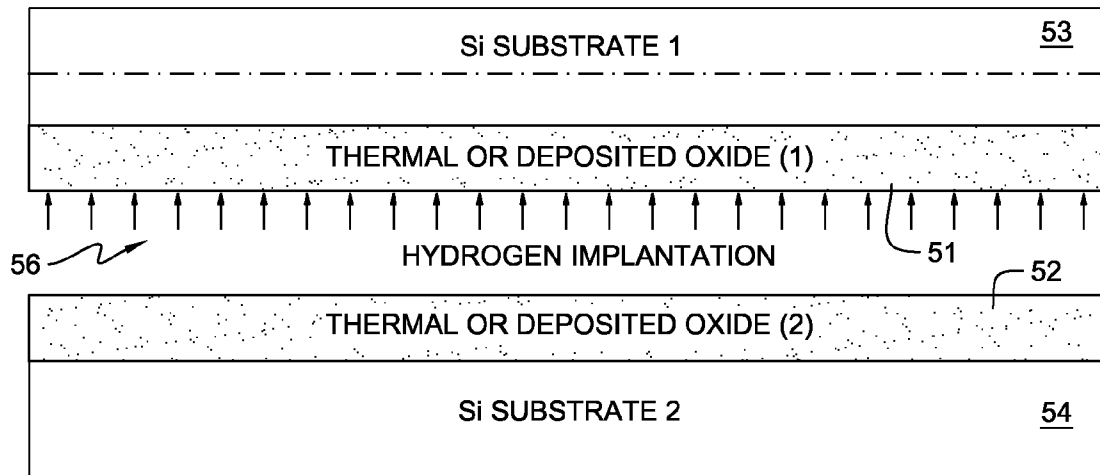 Si SUBSTRATE 1
53
THERMAL OR DEPOSITED OXIDE (1)
51
56
HYDROGEN IMPLANTATION
52
THERMAL OR DEPOSITED OXIDE (2)
Si SUBSTRATE 2
54